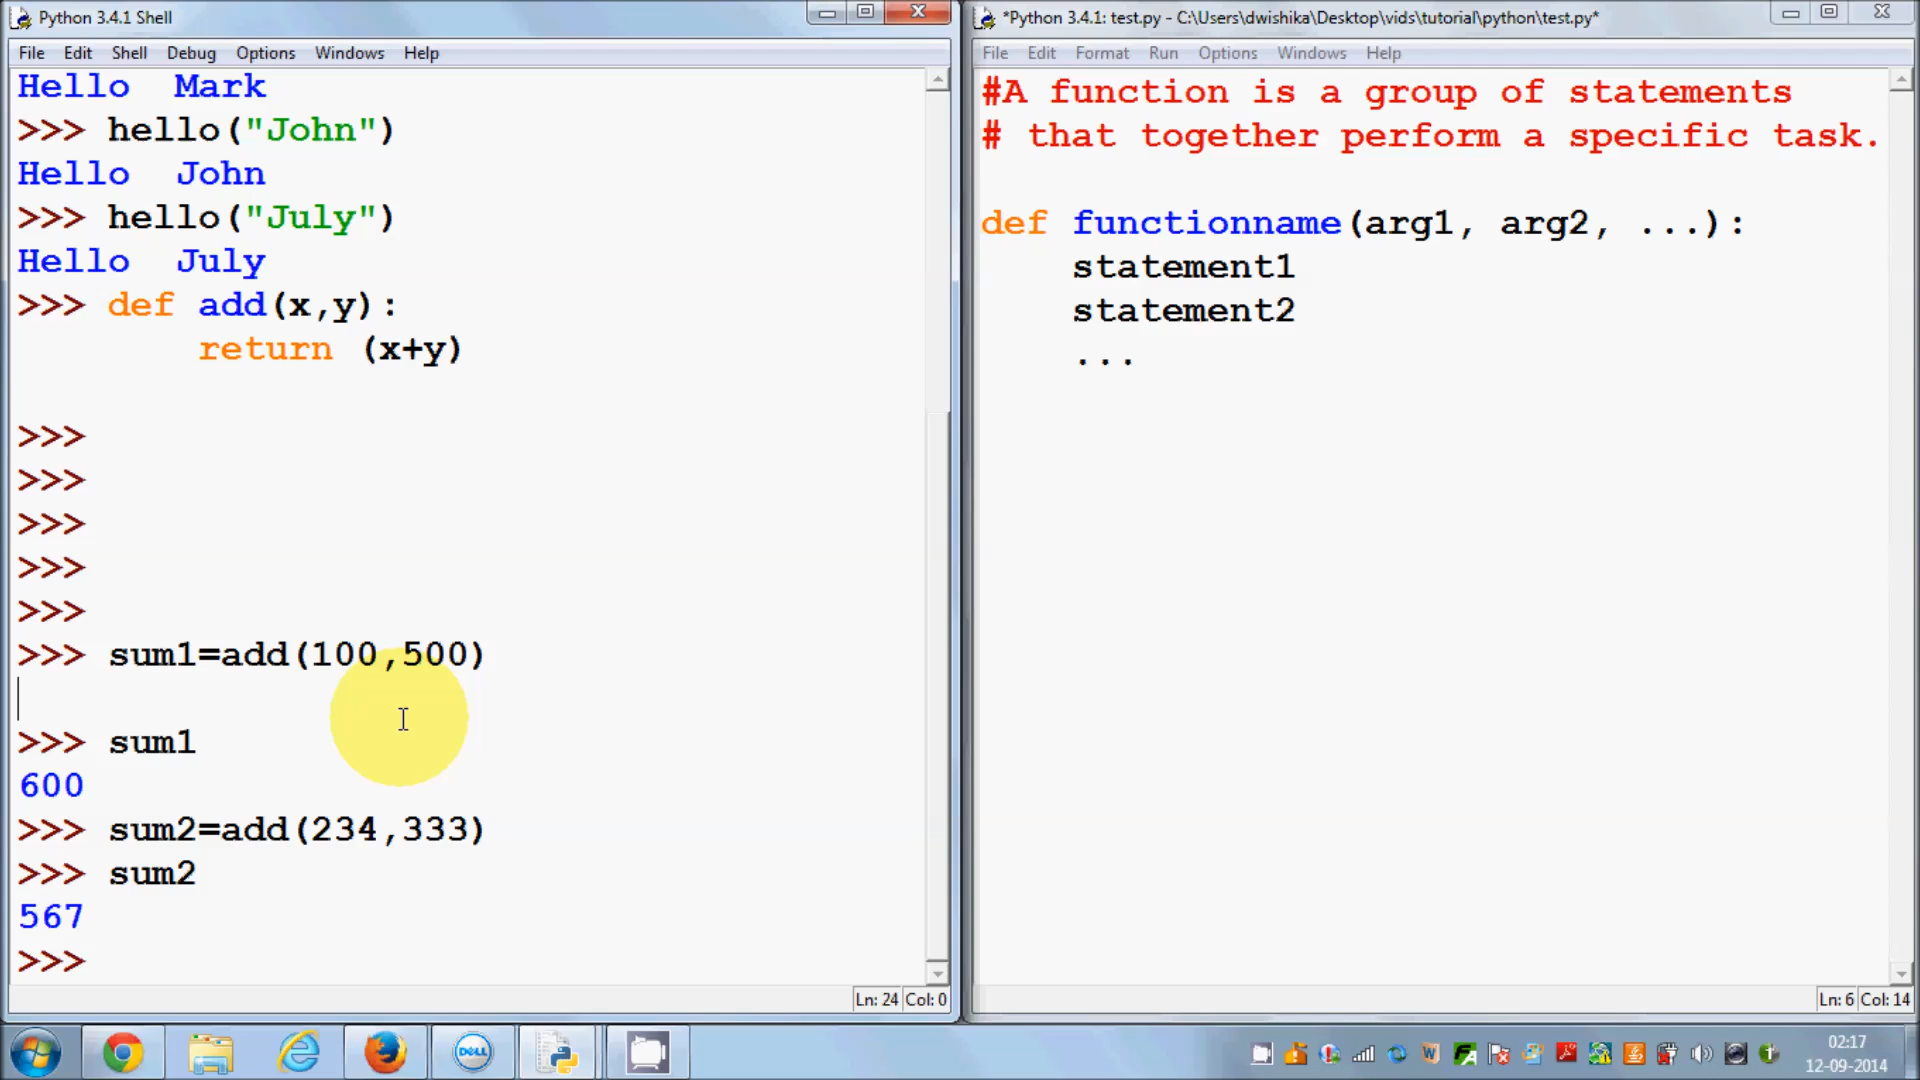 Python 3.4.1 Shell
File Edit Shell Debug Options Windows Help
Hello  Mark
>>> hello("John")
Hello  John
>>> hello("July")
Hello  July
>>> def add(x,y):
return (x+y)
>>>
>>>
>>>
>>>
>>>
>>> sum1=add(100,500)
>>> sum1
600
>>> sum2=add(234,333)
>>> sum2
567
>>>
Ln: 24 Col: 0
*Python 3.4.1: test.py - C:\Users\dwishika\Desktop\vids\tutorial\python\test.py*
File Edit Format Run Options Windows Help
#A function is a group of statements
# that together perform a specific task.
def functionname(arg1, arg2, ...):
statement1
statement2
...
Ln: 6 Col: 14
DELL
02:17
12-09-2014